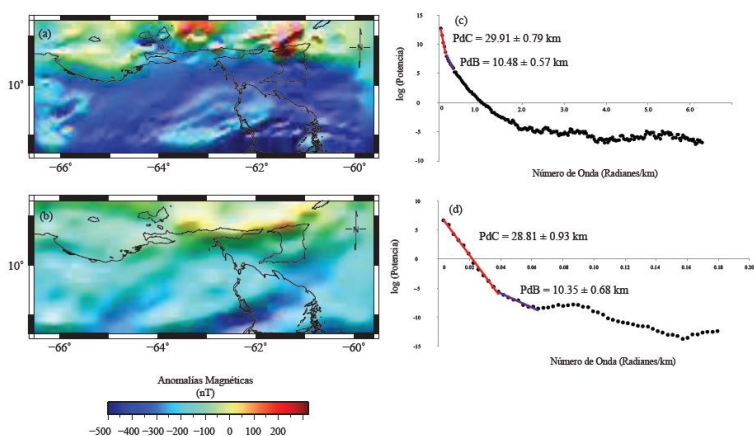 (a)
N
10°
−66°
−64°
−62°
−60°
(b)
N
10°
−66°
−64°
−62°
−60°
Anomalías Magnéticas
(nT)
−500 −400 −300 −200 −100 0 100 200
(c)
PdC = 29.91 ± 0.79 km
PdB = 10.48 ± 0.57 km
log (Potencia)
15
10
5
0
-5
-10
0 1.0 2.0 3.0 4.0 5.0 6.0
Número de Onda (Radianes/km)
(d)
PdC = 28.81 ± 0.93 km
PdB = 10.35 ± 0.68 km
log (Potencia)
10
5
0
-5
-10
-15
0 0.02 0.04 0.06 0.08 0.10 0.12 0.14 0.16 0.18 0.20
Número de Onda (Radianes/km)